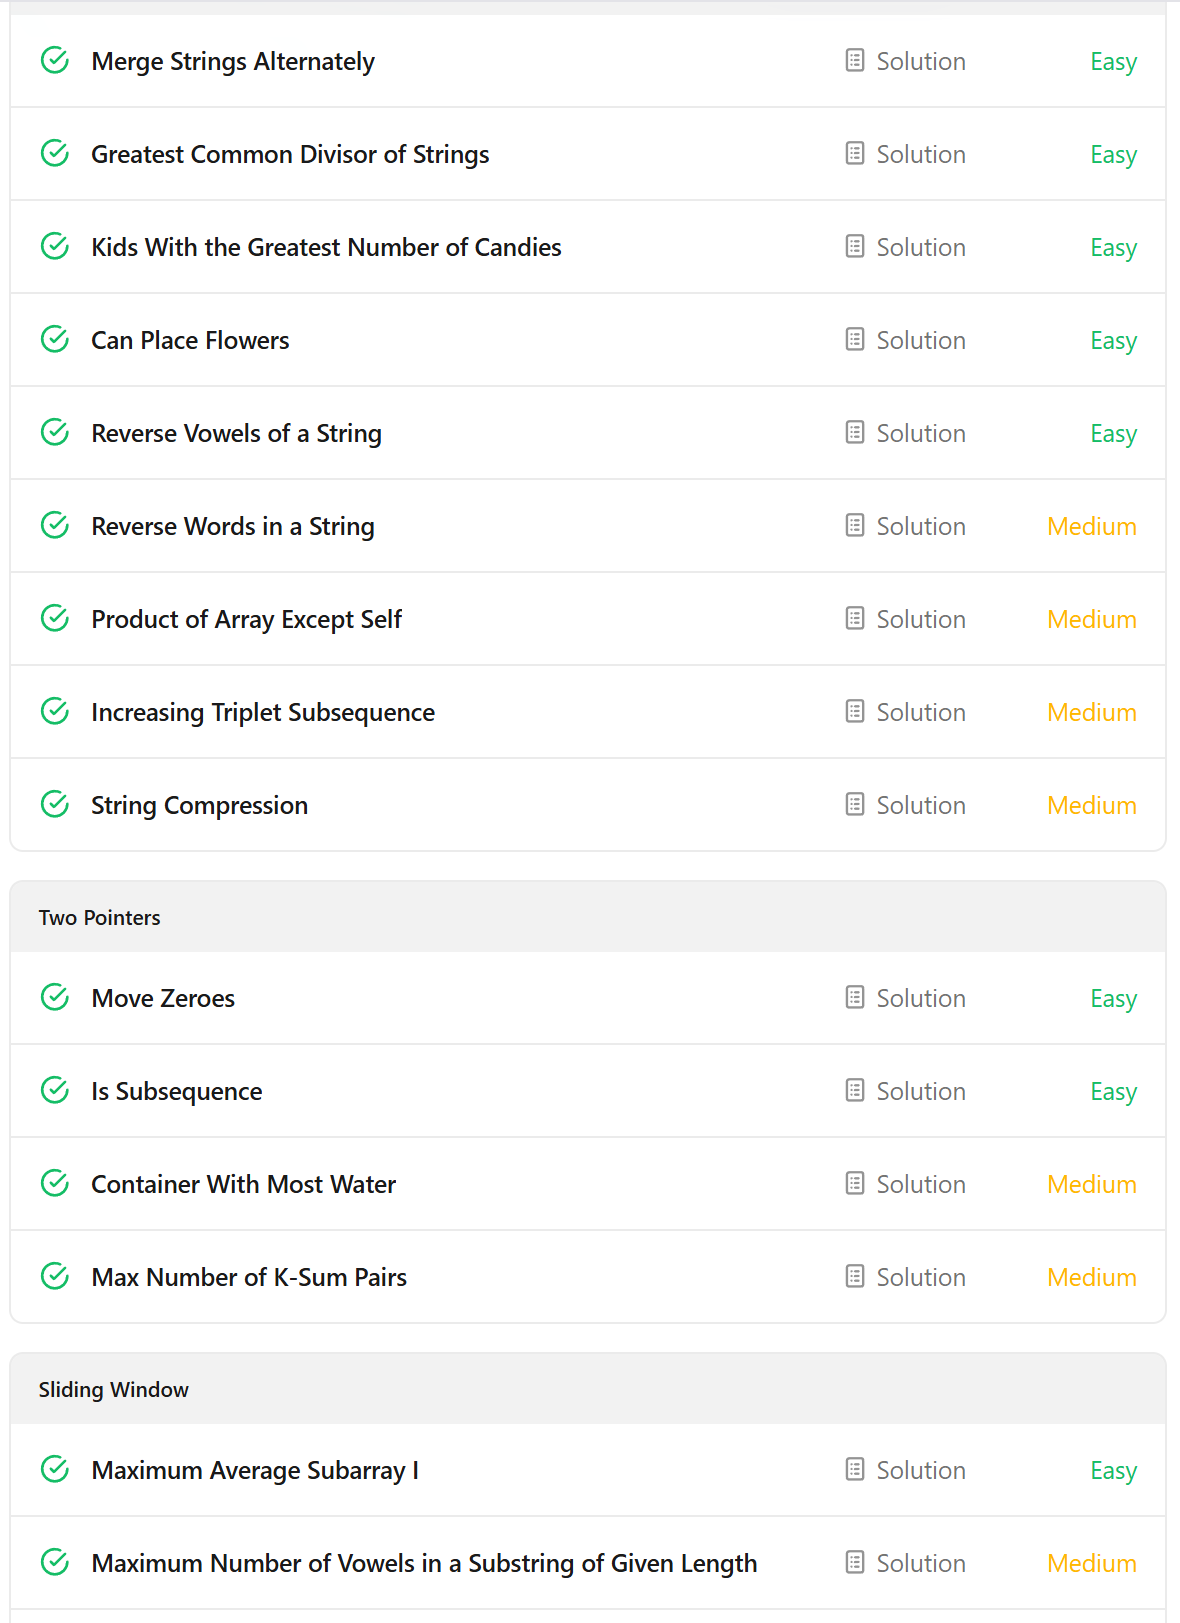 Merge Strings Alternately Solution Easy
Greatest Common Divisor of Strings Solution Easy
Kids With the Greatest Number of Candies Solution Easy
Can Place Flowers Solution Easy
Reverse Vowels of a String Solution Easy
Reverse Words in a String Solution Medium
Product of Array Except Self Solution Medium
Increasing Triplet Subsequence Solution Medium
String Compression Solution Medium
Two Pointers
Move Zeroes Solution Easy
Is Subsequence Solution Easy
Container With Most Water Solution Medium
Max Number of K-Sum Pairs Solution Medium
Sliding Window
Maximum Average Subarray I Solution Easy
Maximum Number of Vowels in a Substring of Given Length Solution Medium